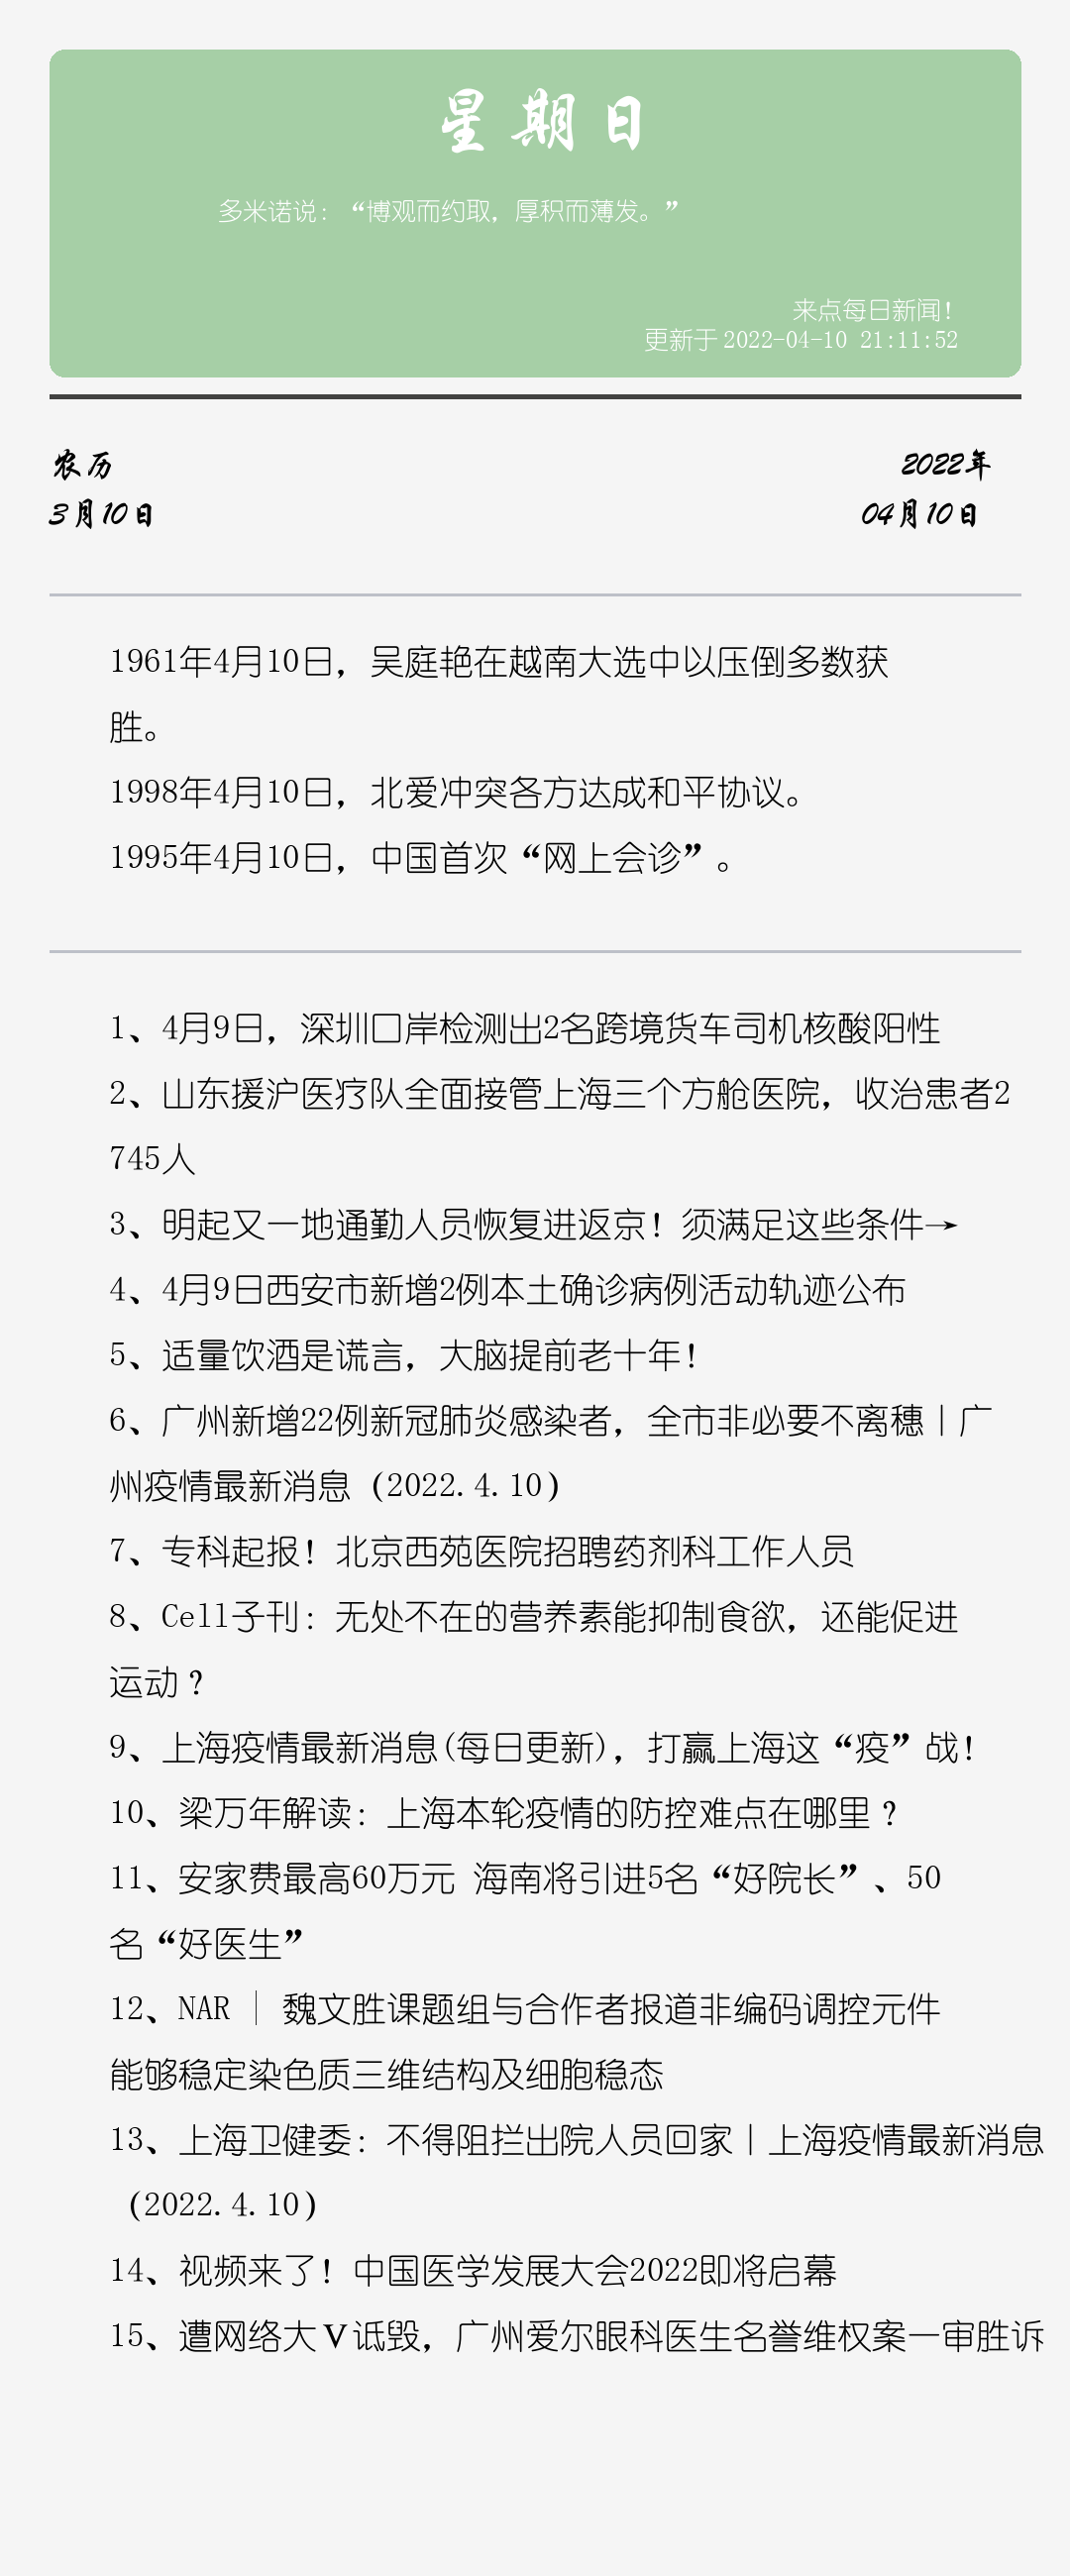 星期日
多米诺说：“博观而约取，厚积而薄发。”
来点每日新闻！
更新于 2022-04-10 21:11:52
农历
2022年
3月10日
04月10日
1961年4月10日，吴庭艳在越南大选中以压倒多数获
胜。
1998年4月10日，北爱冲突各方达成和平协议。
1995年4月10日，中国首次“网上会诊”。
1、4月9日，深圳口岸检测出2名跨境货车司机核酸阳性
2、山东援沪医疗队全面接管上海三个方舱医院，收治患者2
745人
3、明起又一地通勤人员恢复进返京！须满足这些条件→
4、4月9日西安市新增2例本土确诊病例活动轨迹公布
5、适量饮酒是谎言，大脑提前老十年！
6、广州新增22例新冠肺炎感染者，全市非必要不离穗丨广
州疫情最新消息（2022.4.10）
7、专科起报！北京西苑医院招聘药剂科工作人员
8、Cell子刊：无处不在的营养素能抑制食欲，还能促进
运动？
9、上海疫情最新消息(每日更新)，打赢上海这“疫”战！
10、梁万年解读：上海本轮疫情的防控难点在哪里？
11、安家费最高60万元 海南将引进5名“好院长”、50
名“好医生”
12、NAR │ 魏文胜课题组与合作者报道非编码调控元件
能够稳定染色质三维结构及细胞稳态
13、上海卫健委：不得阻拦出院人员回家丨上海疫情最新消息
（2022.4.10）
14、视频来了！中国医学发展大会2022即将启幕
15、遭网络大V诋毁，广州爱尔眼科医生名誉维权案一审胜诉